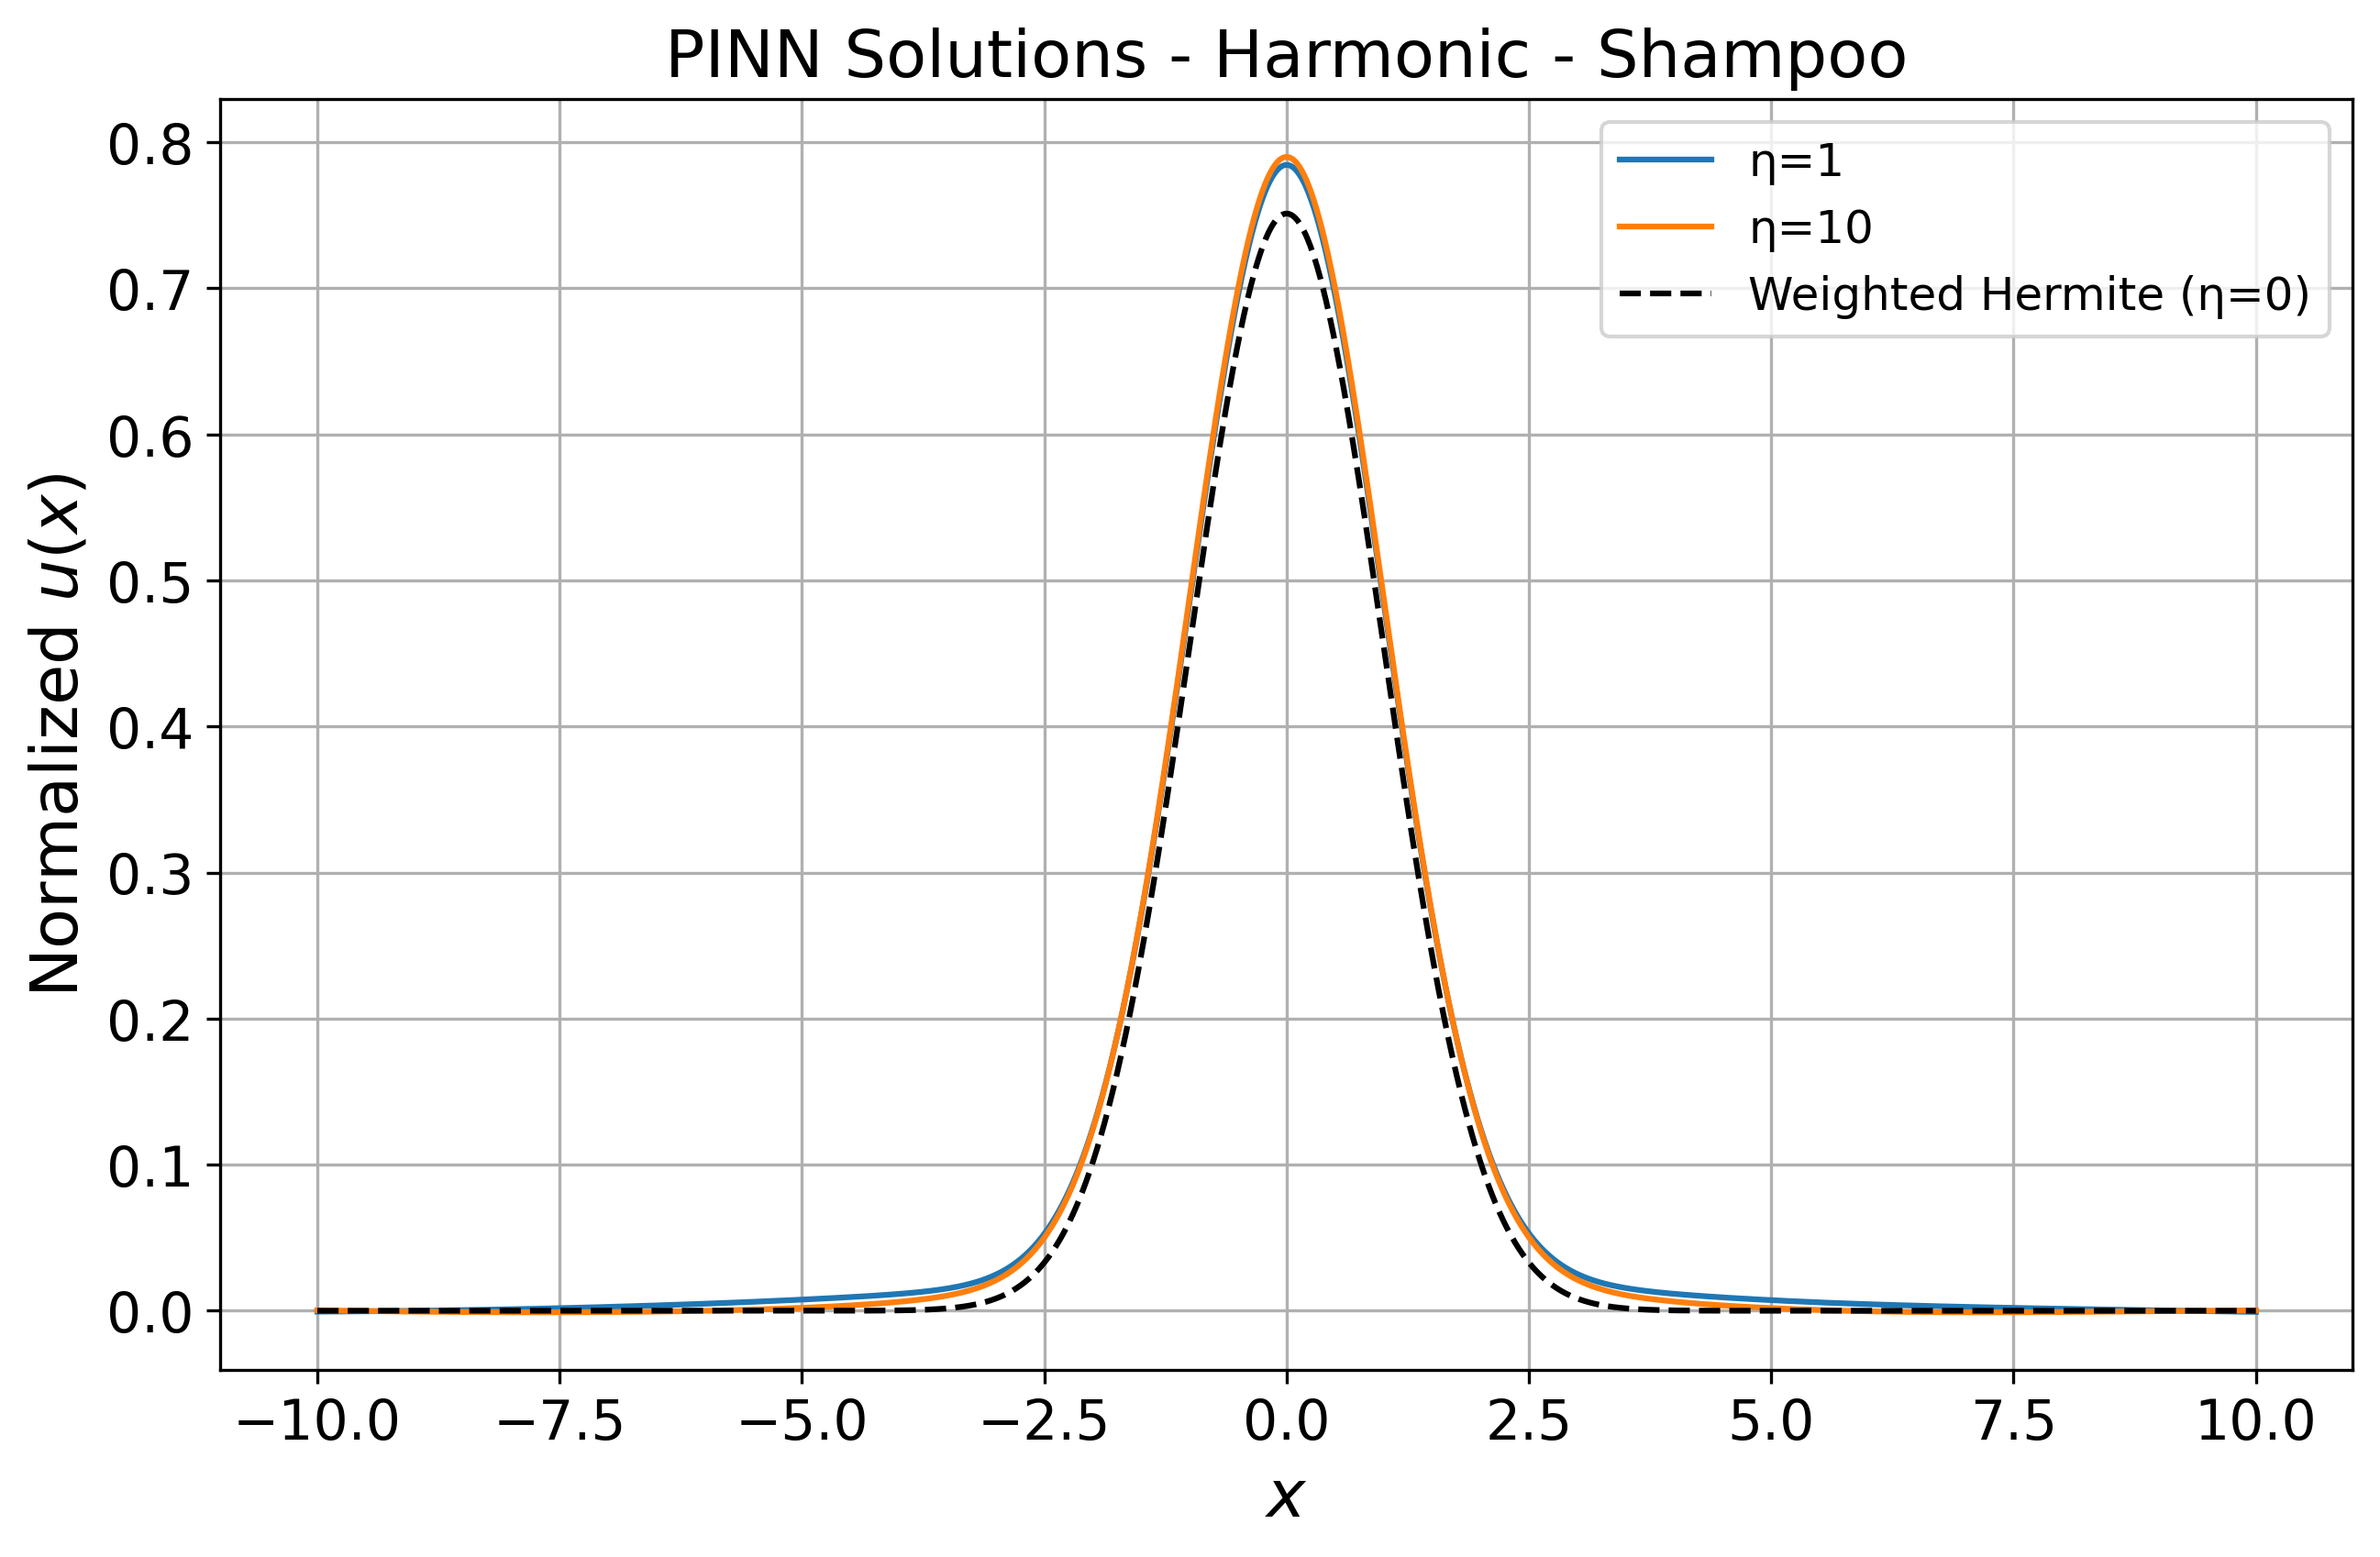 PINN Solutions - Harmonic - Shampoo
η=1
η=10
Weighted Hermite (η=0)
Normalized u(x)
0.8
0.7
0.6
0.5
0.4
0.3
0.2
0.1
0.0
−10.0 −7.5 −5.0 −2.5 0.0 2.5 5.0 7.5 10.0
x